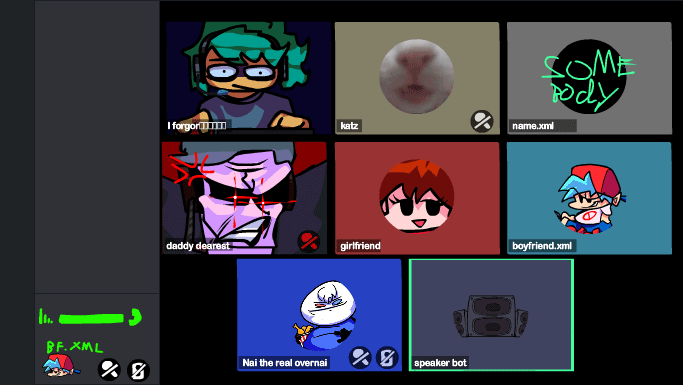 I forgor
katz
SOME
BODY
name.xml
daddy dearest
girlfriend
boyfriend.xml
Nai the real overnai
speaker bot
BF.XML